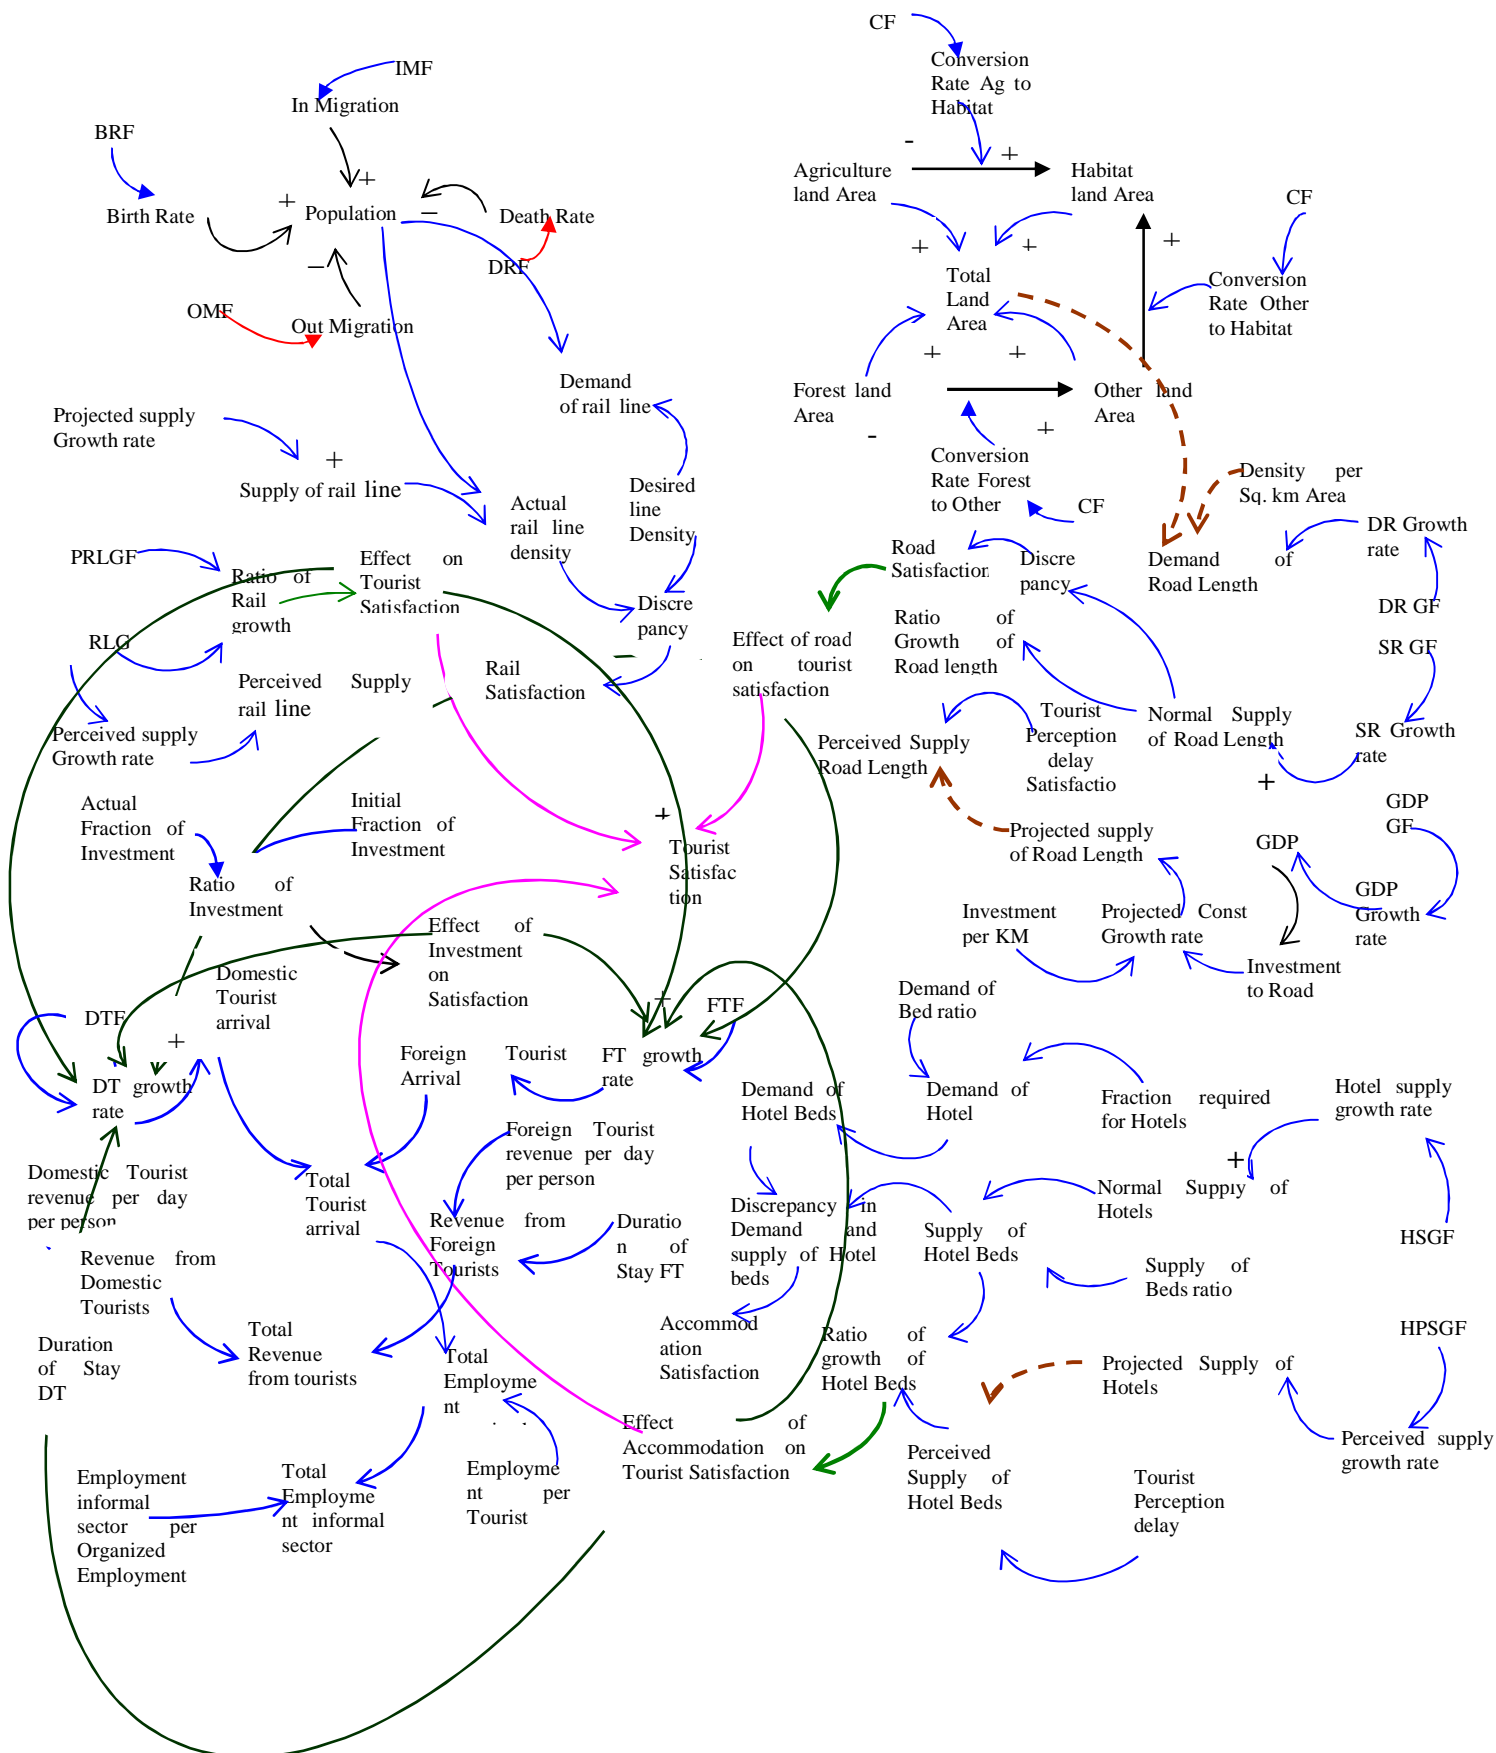 CF
Conversion
Rate Ag to
Habitat
IMF
In Migration
BRF
Birth Rate
+
+
Population
–
Death Rate
DRF
–
OMF
Out Migration
-
+
Agriculture
land Area
Habitat
land Area
CF
+
+
+
Total
Land
Area
Conversion
Rate Other
to Habitat
+
+
Forest land
Area
Other land
Area
-
+
Conversion
Rate Forest
to Other
CF
Demand
of rail line
Projected supply
Growth rate
+
Supply of rail line
Actual
rail line
density
Desired
line
Density
Density per
Sq. km Area
DR Growth
rate
DR GF
Demand of
Road Length
Road
Satisfaction
Discre
pancy
PRLGF
Ratio of
Rail
growth
Effect on
Tourist
Satisfaction
Discre
pancy
RLG
Perceived Supply
rail line
Rail
Satisfaction
Effect of road
on tourist
satisfaction
Ratio of
Growth of
Road length
SR GF
Perceived supply
Growth rate
Perceived Supply
Road Length
Tourist
Perception
delay
Satisfactio
Normal Supply
of Road Length
SR Growth
rate
+
Actual
Fraction of
Investment
Initial
Fraction of
Investment
+
Tourist
Satisfac
tion
Projected supply
of Road Length
GDP
GDP
GF
GDP
Growth
rate
Ratio of
Investment
Effect of
Investment
on
Satisfaction
Investment
per KM
Projected Const
Growth rate
Investment
to Road
Domestic
Tourist
arrival
DTF
+
DT growth
rate
Foreign Tourist
Arrival
+
FTF
FT growth
rate
Demand of
Bed ratio
Demand of
Hotel Beds
Demand of
Hotel
Fraction required
for Hotels
Hotel supply
growth rate
Domestic Tourist
revenue per day
per person
Total
Tourist
arrival
Foreign Tourist
revenue per day
per person
+
Normal Supply of
Hotels
HSGF
Revenue from
Foreign
Tourists
Duratio
n of
Stay FT
Discrepancy in
Demand and
supply of Hotel
beds
Supply of
Hotel Beds
Supply of
Beds ratio
Revenue from
Domestic
Tourists
Duration
of Stay
DT
Total
Revenue
from tourists
Total
Employme
nt
Accommod
ation
Satisfaction
Ratio of
growth of
Hotel Beds
Projected Supply of
Hotels
HPSGF
Effect of
Accommodation on
Tourist Satisfaction
Perceived
Supply of
Hotel Beds
Perceived supply
growth rate
Employment
informal
sector per
Organized
Employment
Total
Employme
nt informal
sector
Employme
nt per
Tourist
Tourist
Perception
delay